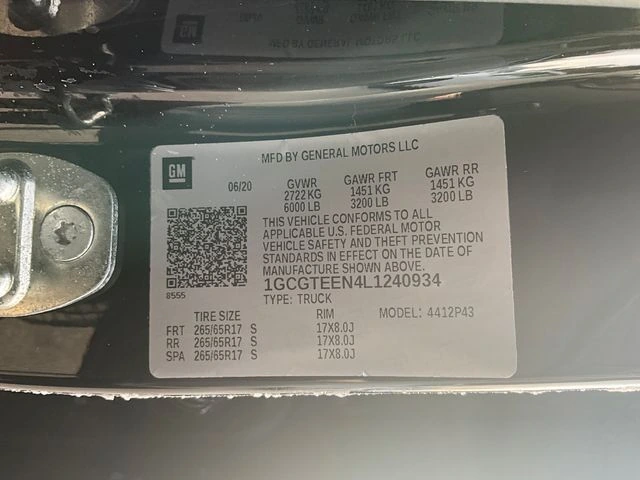 GM
MFD BY GENERAL MOTORS LLC
06/20 GVWR GAWR FRT GAWR RR
2722 KG 1451 KG 1451 KG
6000 LB 3200 LB 3200 LB
THIS VEHICLE CONFORMS TO ALL
APPLICABLE U.S. FEDERAL MOTOR
VEHICLE SAFETY AND THEFT PREVENTION
STANDARDS IN EFFECT ON THE DATE OF
MANUFACTURE SHOWN ABOVE.
8555
1GCGTEEN4L1240934
TYPE: TRUCK
TIRE SIZE RIM MODEL: 4412P43
FRT 265/65R17 S 17X8.0J
RR 265/65R17 S 17X8.0J
SPA 265/65R17 S 17X8.0J